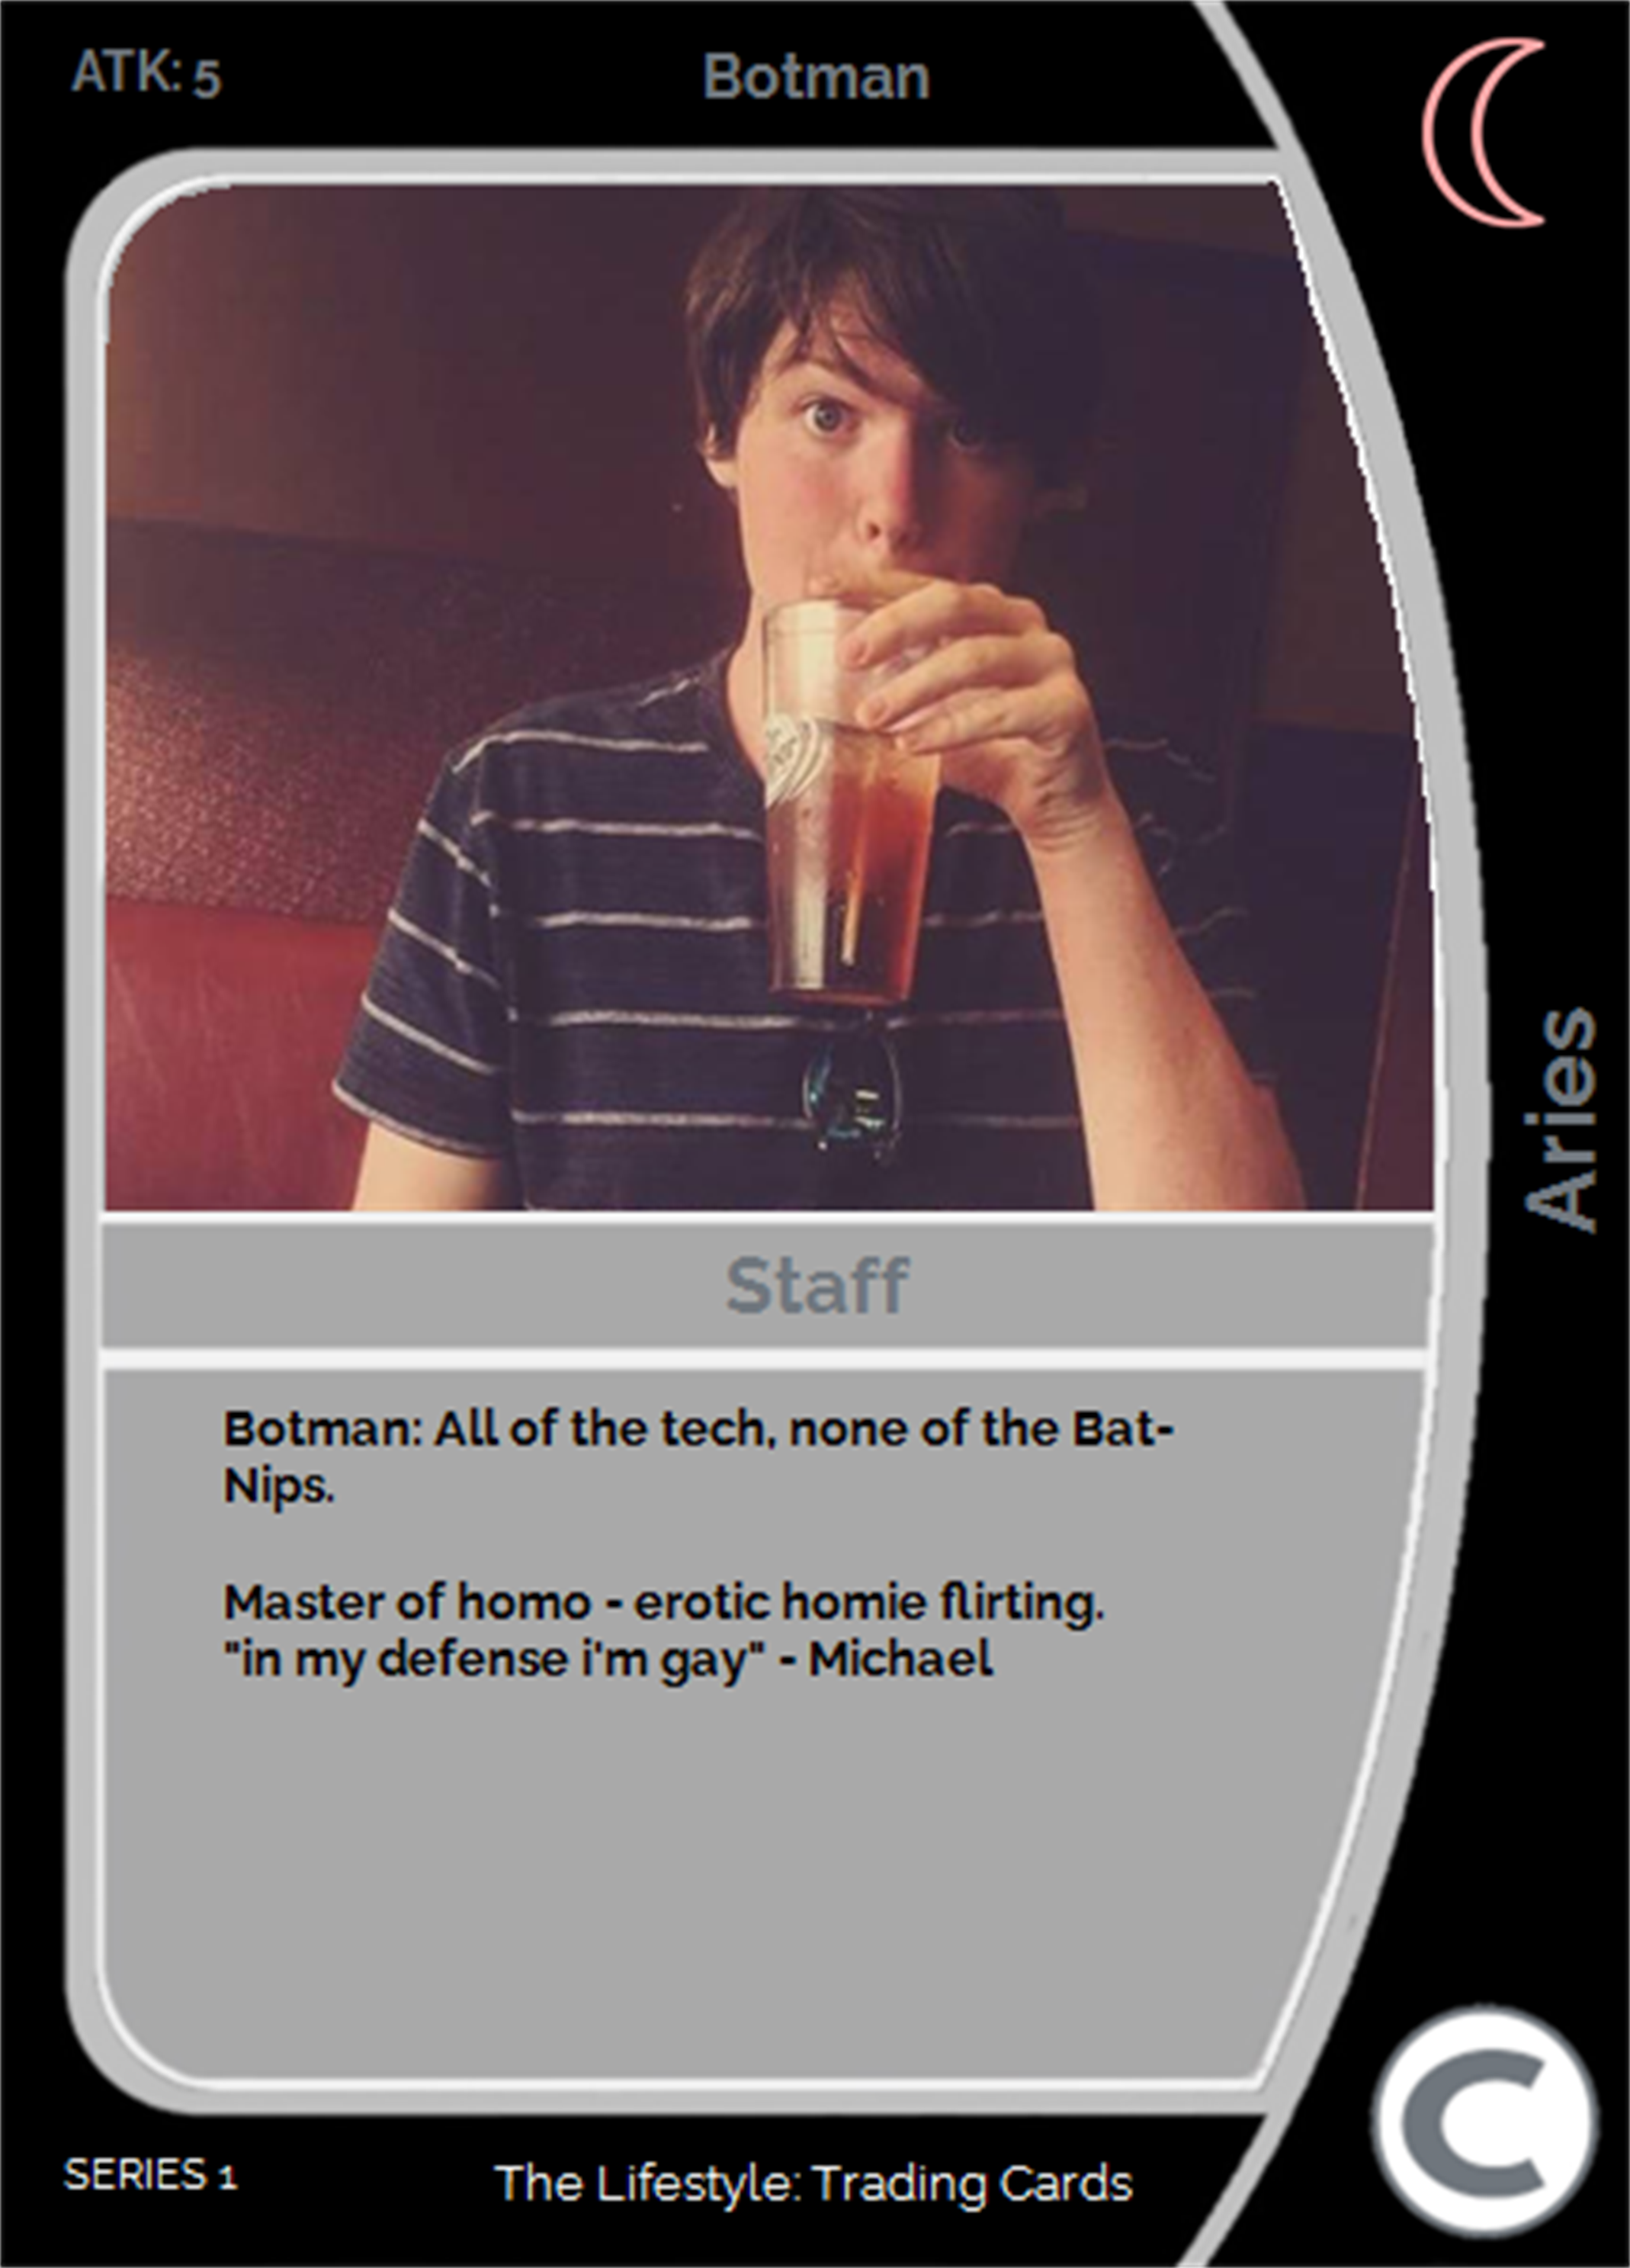 ATK: 5
Botman
Aries
Staff
Botman: All of the tech, none of the Bat-
Nips.
Master of homo - erotic homie flirting.
"in my defense i'm gay" - Michael
C
SERIES 1
The Lifestyle: Trading Cards